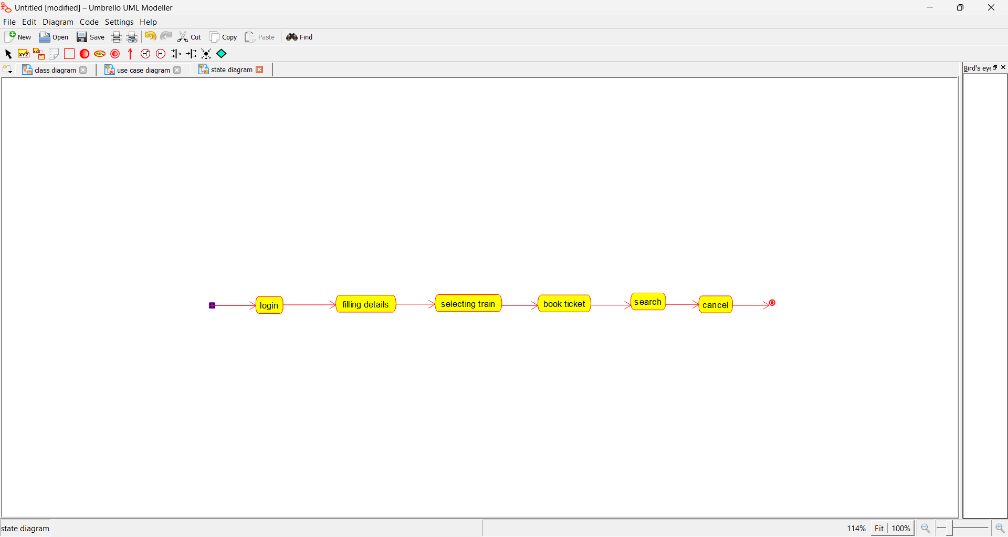 Untitled [modified] – Umbrello UML Modeller
File Edit Diagram Code Settings Help
New Open Save Cut Copy Paste Find
class diagram use case diagram state diagram
Bird's eye
login filling details selecting train book ticket search cancel
state diagram 114% Fit 100%